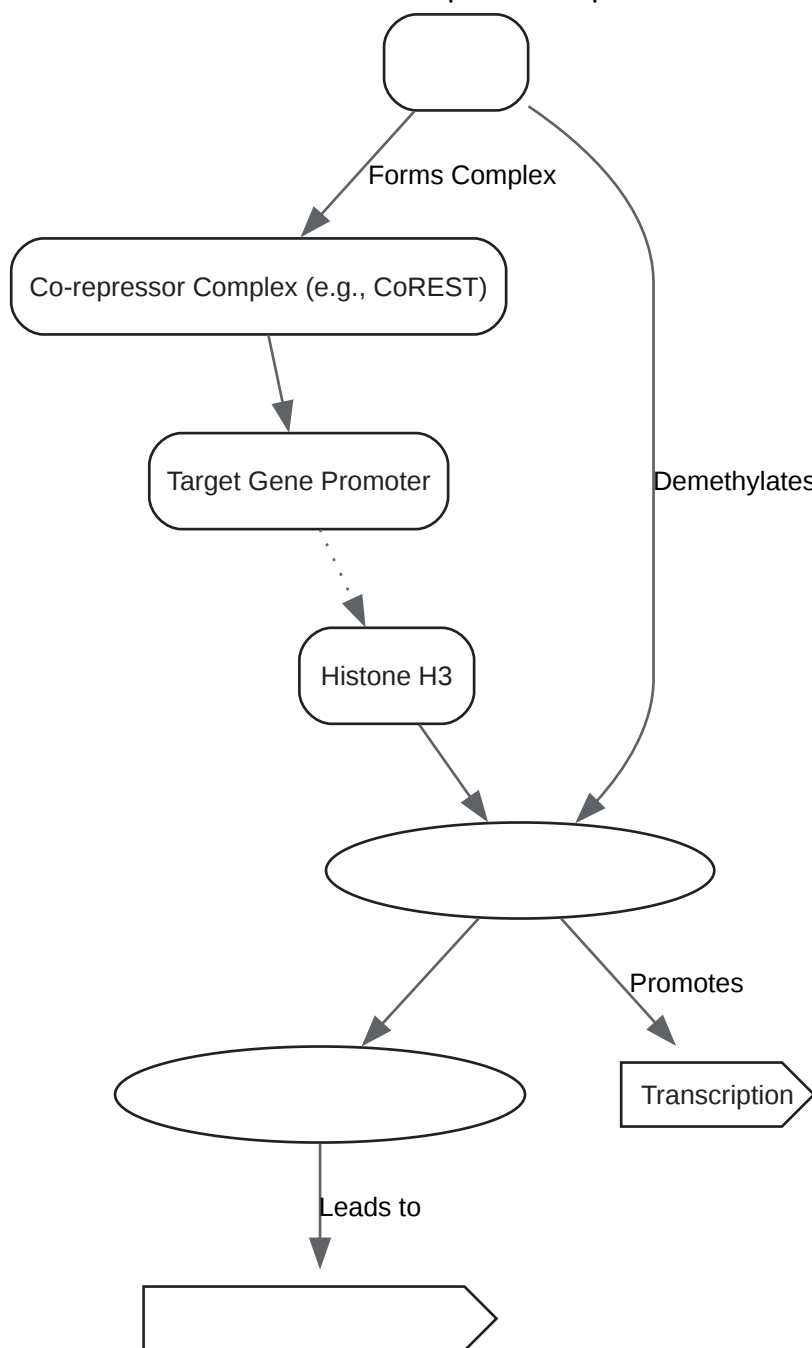 Forms Complex
Co-repressor Complex (e.g., CoREST)
Target Gene Promoter
Demethylates
Histone H3
Promotes
Transcription
Leads to